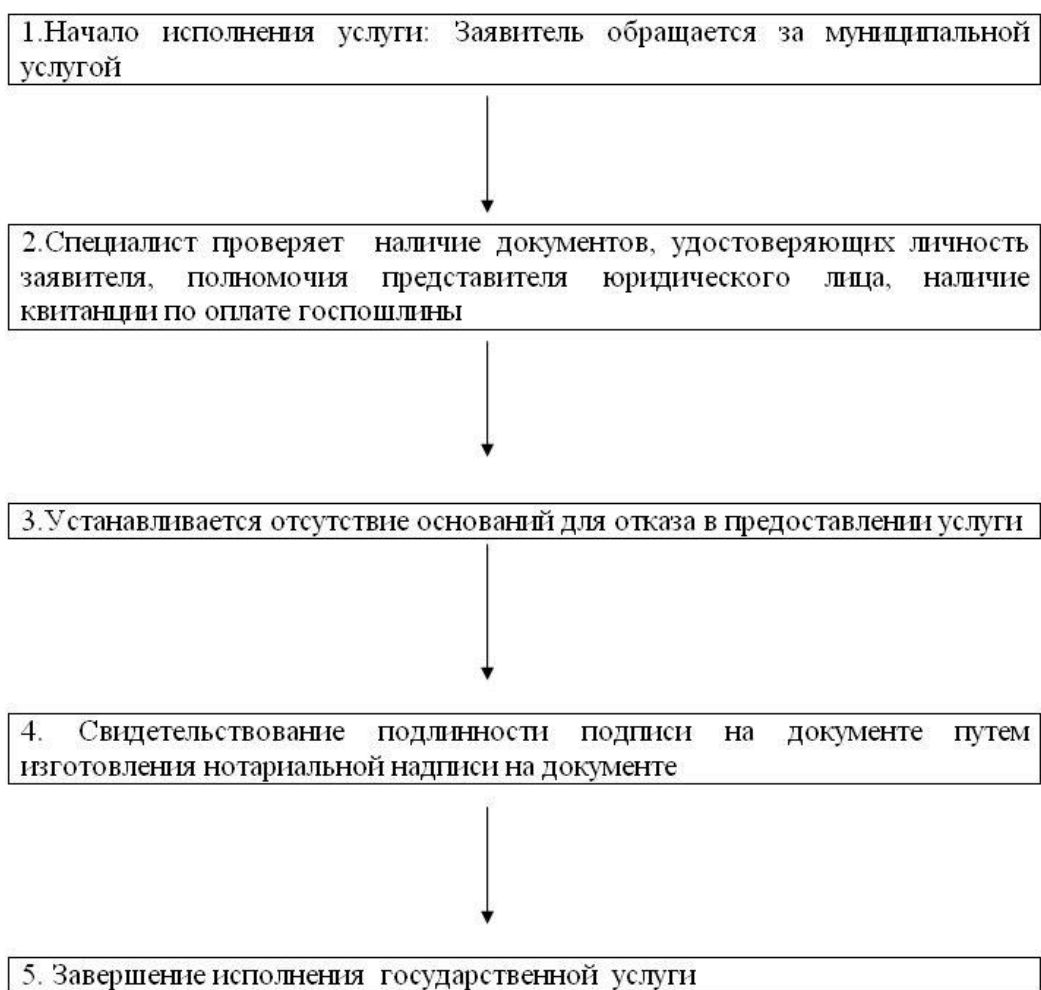 1.Начало исполнения услуги: Заявитель обращается за муниципальной
услугой
2.Специалист проверяет наличие документов, удостоверяющих личность
заявителя, полномочия представителя юридического лица, наличие
квитанции по оплате госпошлины
3.Устанавливается отсутствие оснований для отказа в предоставлении услуги
4. Свидетельствование подлинности подписи на документе путем
изготовления нотариальной надписи на документе
5. Завершение исполнения государственной услуги